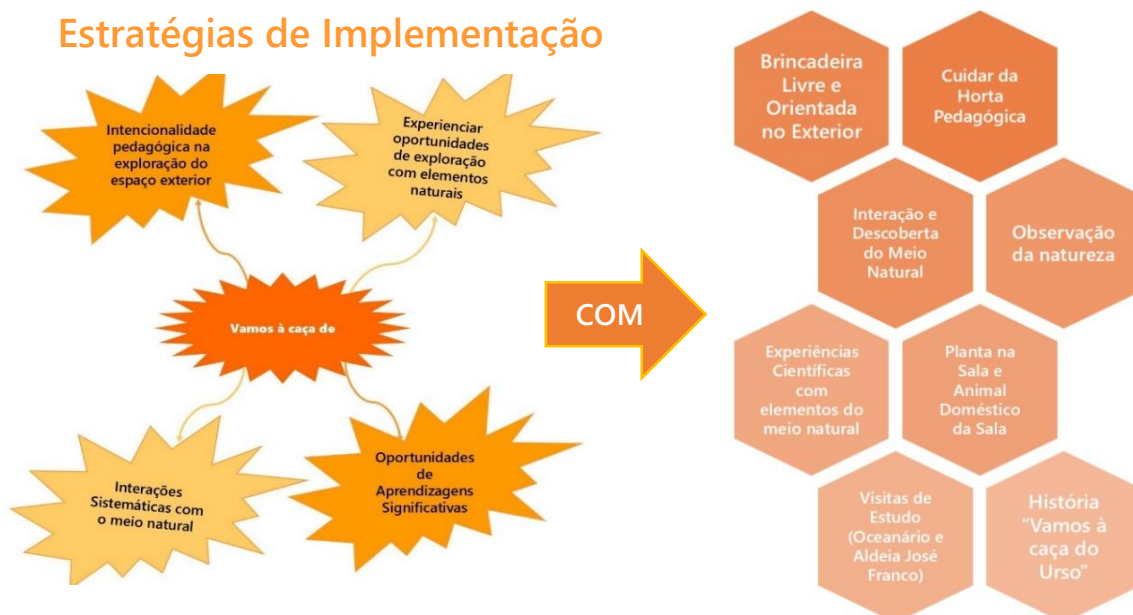 Estratégias de Implementação
Intencionalidade
pedagógica na
exploração do
espaço exterior
Experienciar
oportunidades
de exploração
com elementos
naturais
Vamos à caça de
Interações
Sistemáticas com
o meio natural
Oportunidades
de
Aprendizagens
Significativas
COM
Brincadeira
Livre e
Orientada
no Exterior
Cuidar da
Horta
Pedagógica
Interação e
Descoberta
do Meio
Natural
Observação
da natureza
Experiências
Científicas
com
elementos do
meio natural
Planta na
Sala e
Animal
Doméstico
da Sala
Visitas de
Estudo
(Oceanário e
Aldeia José
Franco)
História
"Vamos à
caça do
Urso"